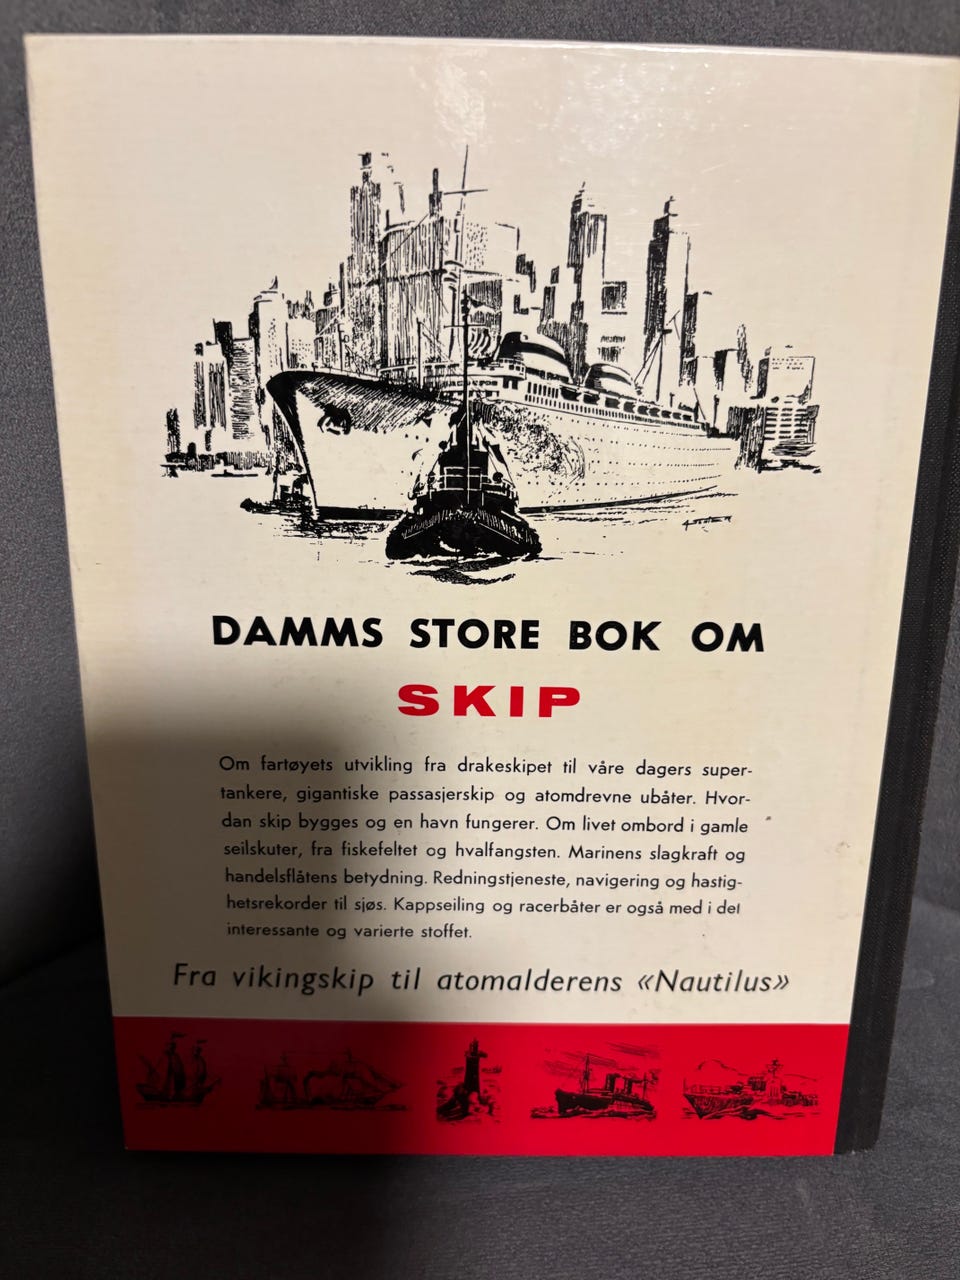 DAMMS STORE BOK OM
SKIP
Om fartøyets utvikling fra drakeskipet til våre dagers super-
tankere, gigantiske passasjerskip og atomdrevne ubåter. Hvor-
dan skip bygges og en havn fungerer. Om livet ombord i gamle
seilskuter, fra fiskefeltet og hvalfangsten. Marinens slagkraft og
handelsflåtens betydning. Redningstjeneste, navigering og hastig-
hetsrekorder til sjøs. Kappseiling og racerbåter er også med i det
interessante og varierte stoffet.
Fra vikingskip til atomalderens «Nautilus»